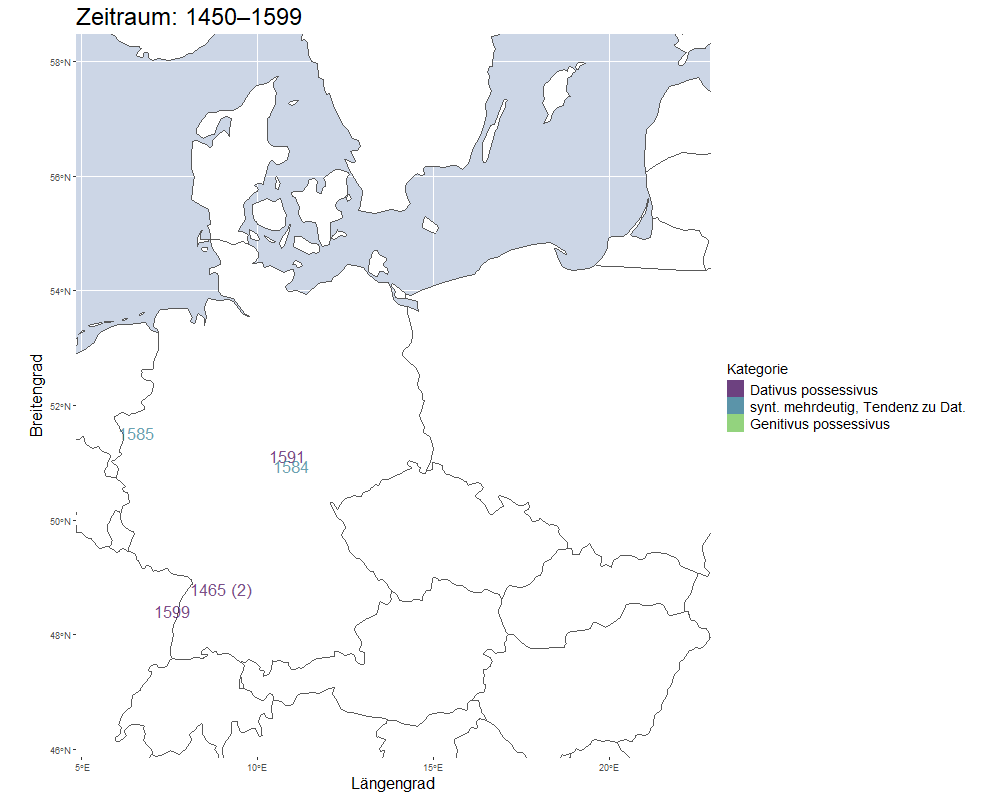 Zeitraum: 1450–1599
58°N
56°N
54°N
52°N
50°N
48°N
46°N
Breitengrad
1585
1591
1584
1465 (2)
1599
5°E
10°E
15°E
20°E
Längengrad
Kategorie
Dativus possessivus
synt. mehrdeutig, Tendenz zu Dat.
Genitivus possessivus